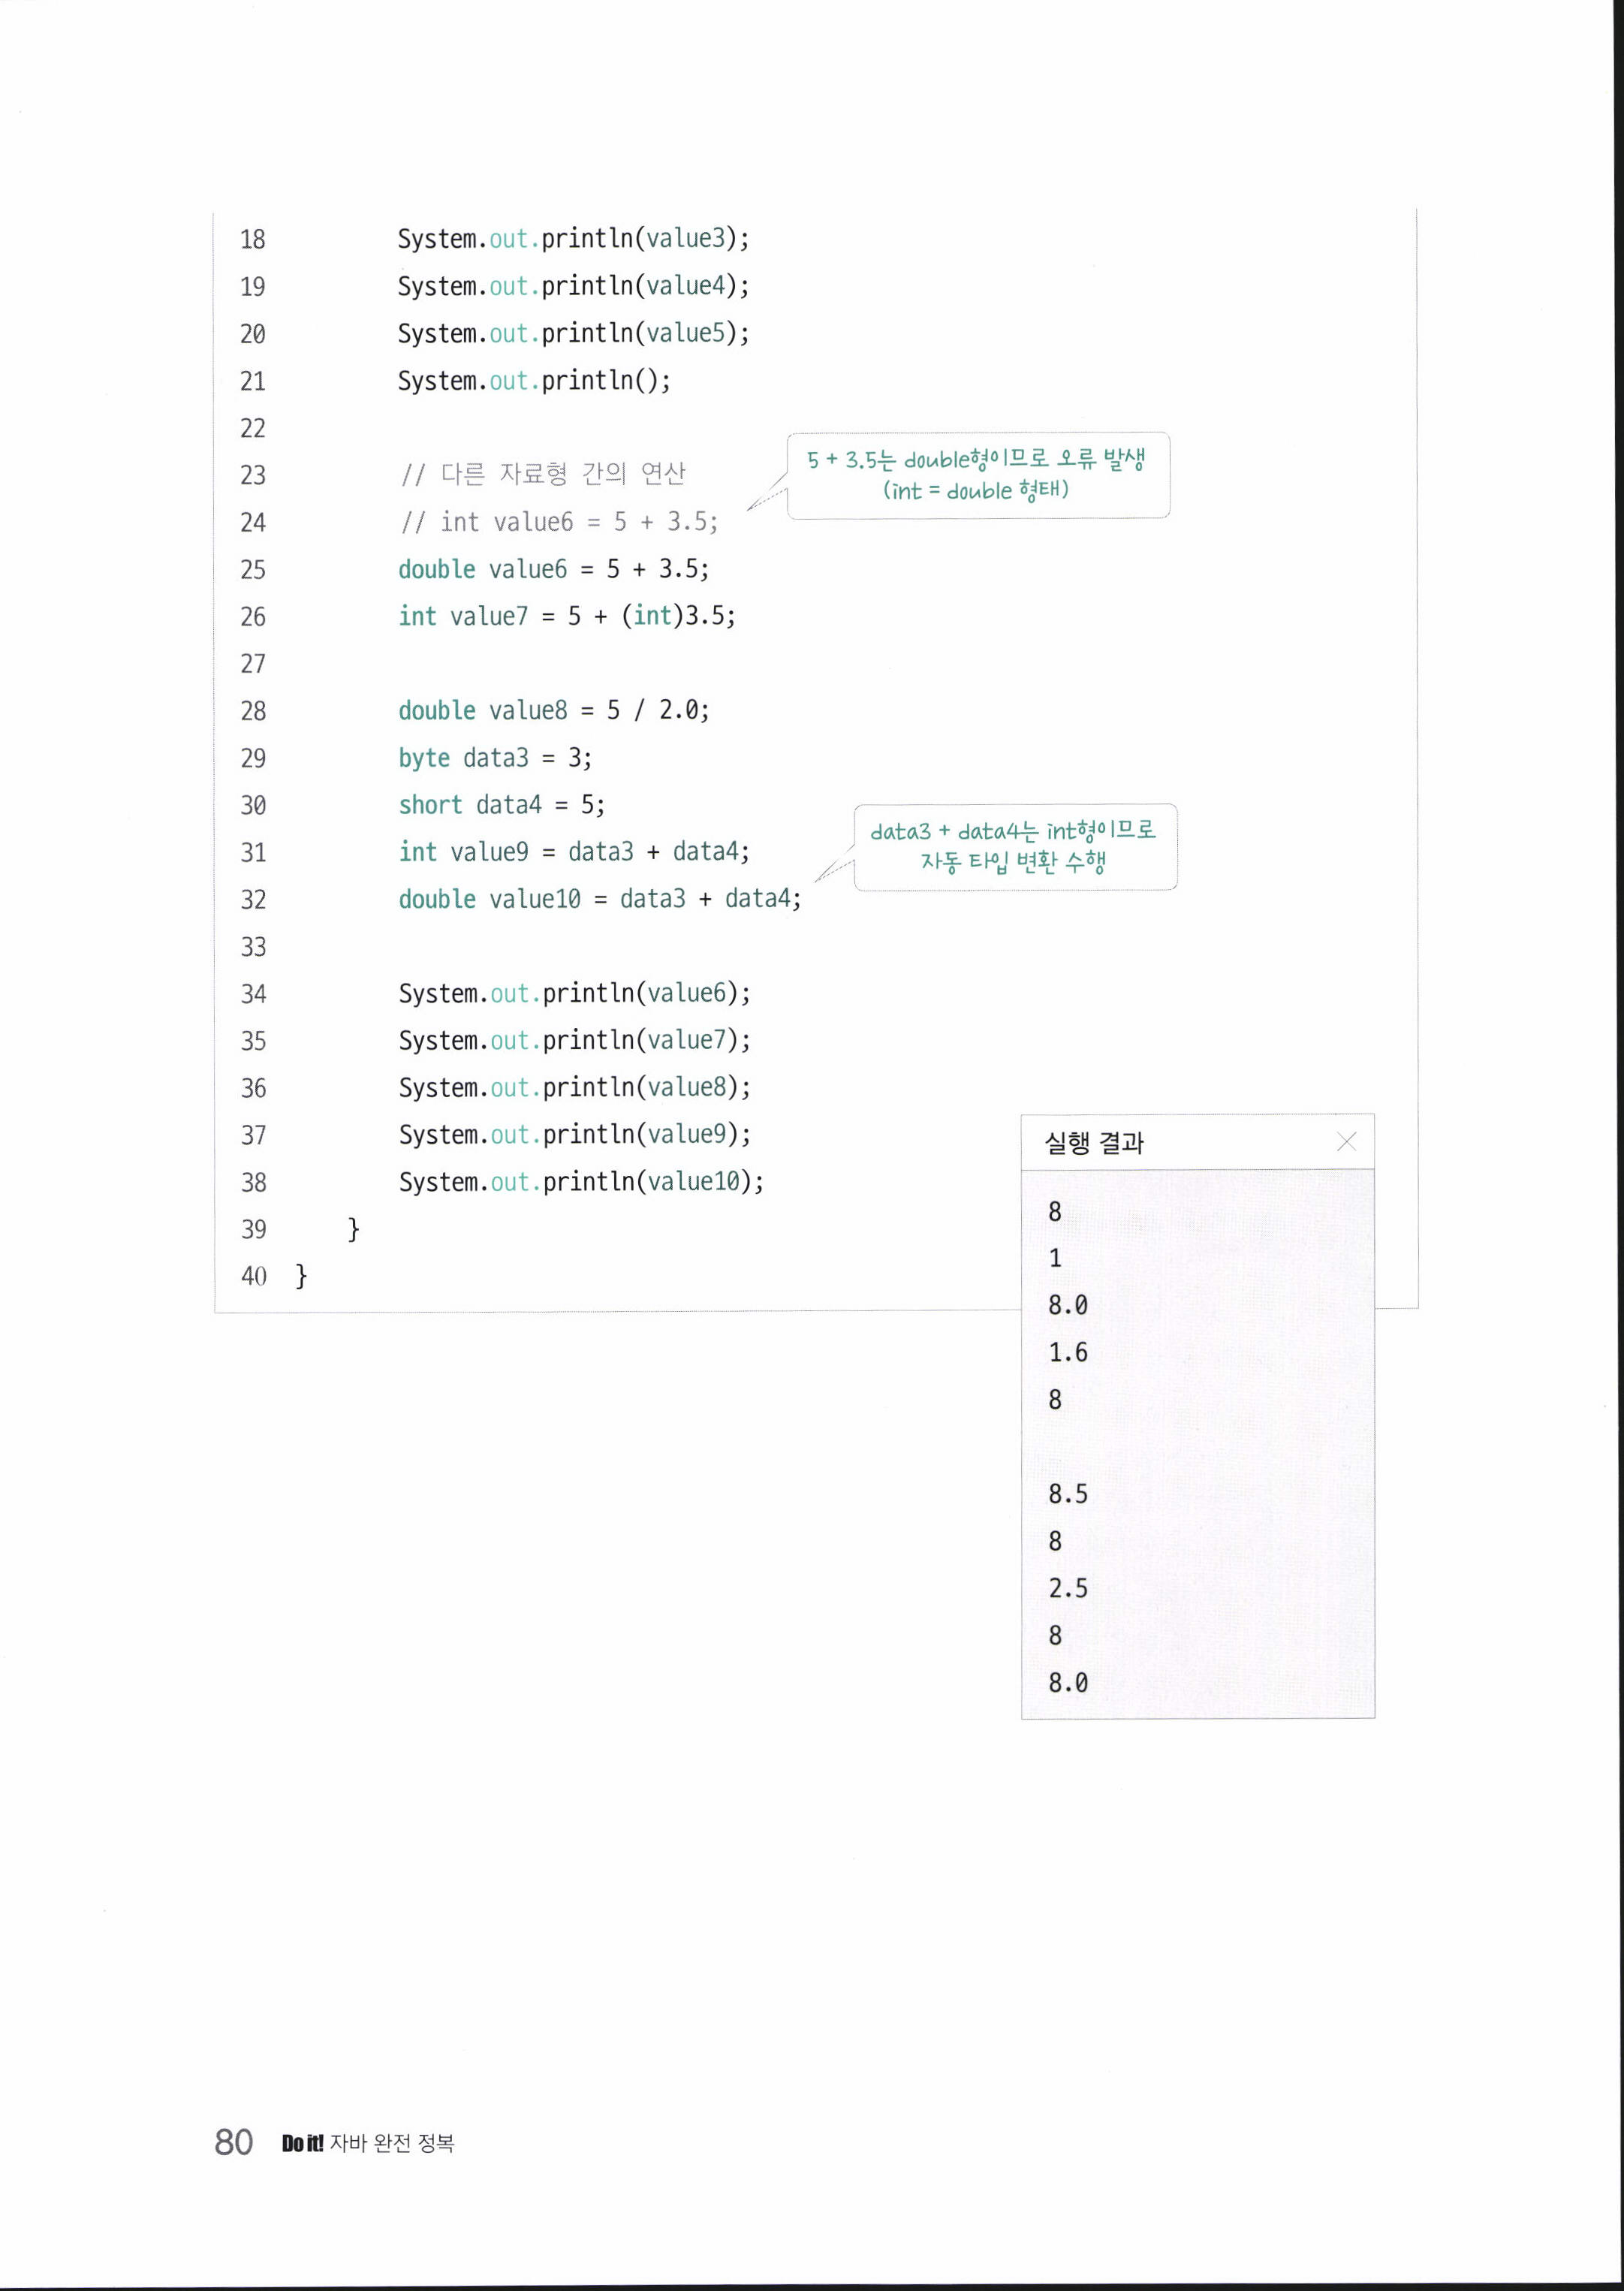 18 System.out.println(value3);
19 System.out.println(value4);
20 System.out.println(value5);
21 System.out.println();
22
23 // 다른 자료형 간의 연산
5 + 3.5는 double형이므로 오류 발생
(int = double 형태)
24 // int value6 = 5 + 3.5;
25 double value6 = 5 + 3.5;
26 int value7 = 5 + (int)3.5;
27
28 double value8 = 5 / 2.0;
29 byte data3 = 3;
30 short data4 = 5;
31 int value9 = data3 + data4;
data3 + data4는 int형이므로
자동 타입 변환 수행
32 double value10 = data3 + data4;
33
34 System.out.println(value6);
35 System.out.println(value7);
36 System.out.println(value8);
37 System.out.println(value9);
38 System.out.println(value10);
39 }
40 }
실행 결과
8
1
8.0
1.6
8
8.5
8
2.5
8
8.0
80 Do it! 자바 완전 정복